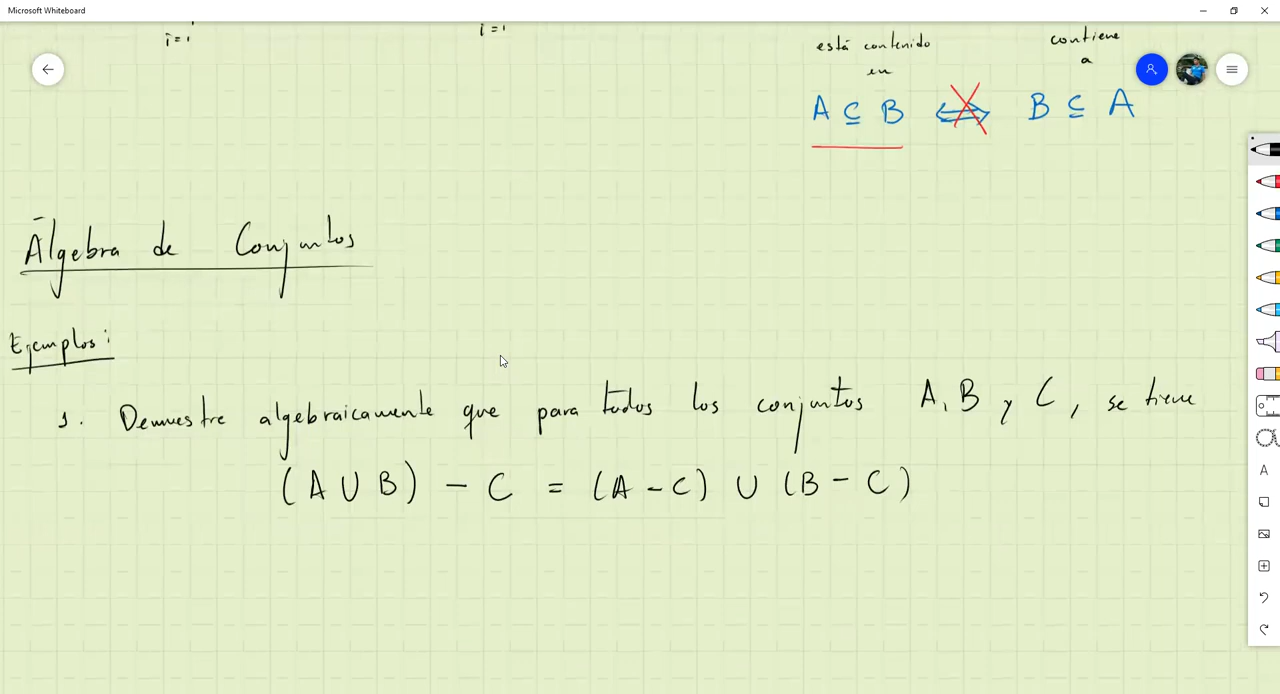 Microsoft Whiteboard
i=1
i=1
está contenido
en
contiene
a
A ⊆ B ⇔ B ⊆ A
Álgebra de Conjuntos
Ejemplos:
1. Demuestre algebraicamente que para todos los conjuntos A, B y C, se tiene
(A ∪ B) - C = (A - C) ∪ (B - C)
A